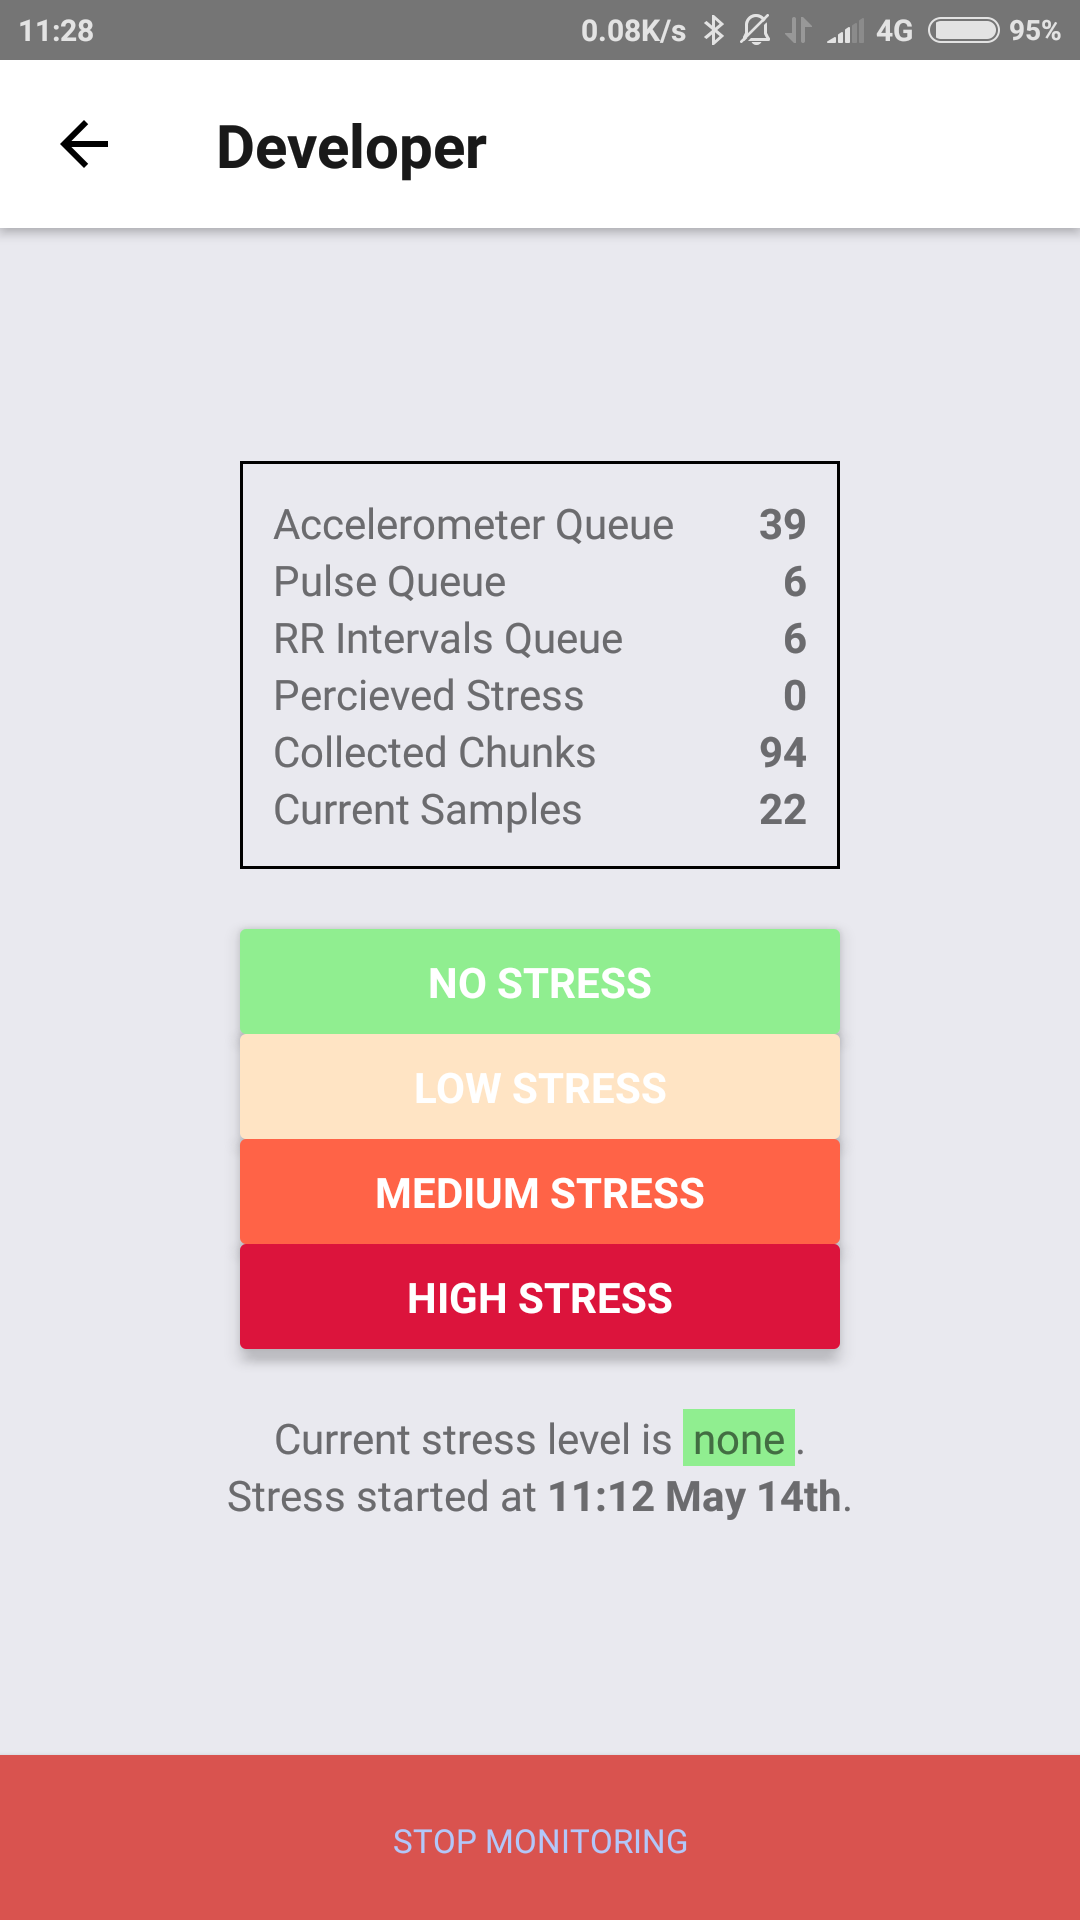 11:28 0.08K/s 4G 95%
Developer
Accelerometer Queue 39
Pulse Queue 6
RR Intervals Queue 6
Percieved Stress 0
Collected Chunks 94
Current Samples 22
NO STRESS
LOW STRESS
MEDIUM STRESS
HIGH STRESS
Current stress level is none.
Stress started at 11:12 May 14th.
STOP MONITORING